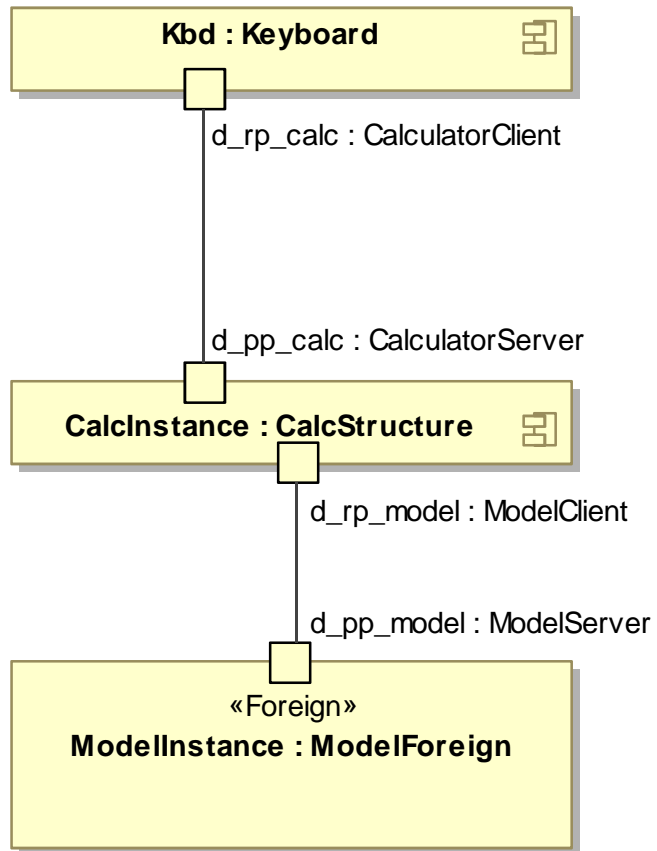 Kbd : Keyboard
d_rp_calc : CalculatorClient
d_pp_calc : CalculatorServer
CalcInstance : CalcStructure
d_rp_model : ModelClient
d_pp_model : ModelServer
«Foreign»
ModelInstance : ModelForeign